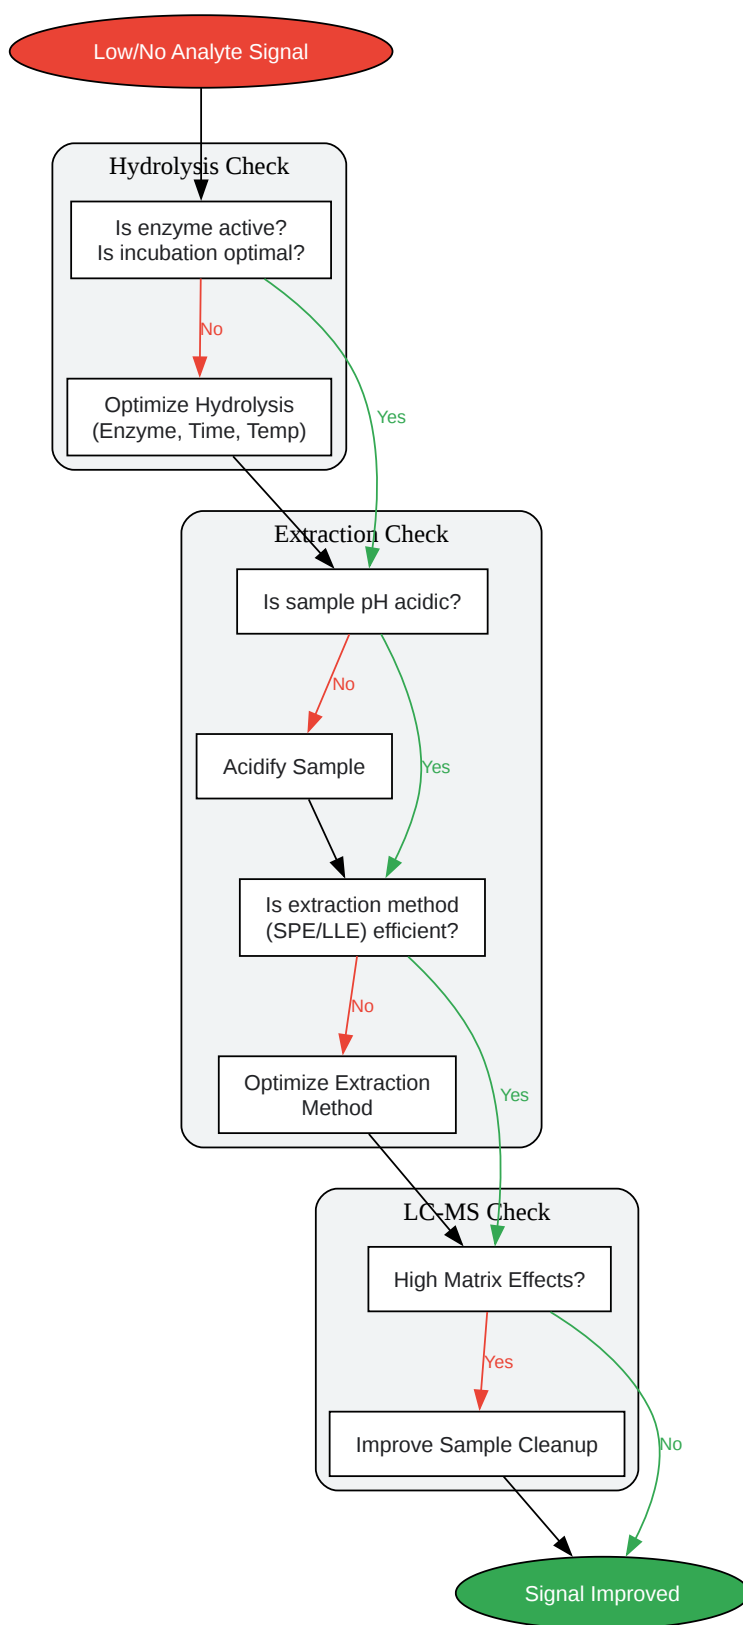 Low/No Analyte Signal
Hydrolysis Check
Is enzyme active?
Is incubation optimal?
No
Yes
Optimize Hydrolysis
(Enzyme, Time, Temp)
Extraction Check
Is sample pH acidic?
No
Yes
Acidify Sample
Is extraction method
(SPE/LLE) efficient?
No
Yes
Optimize Extraction
Method
LC-MS Check
High Matrix Effects?
Yes
No
Improve Sample Cleanup
Signal Improved